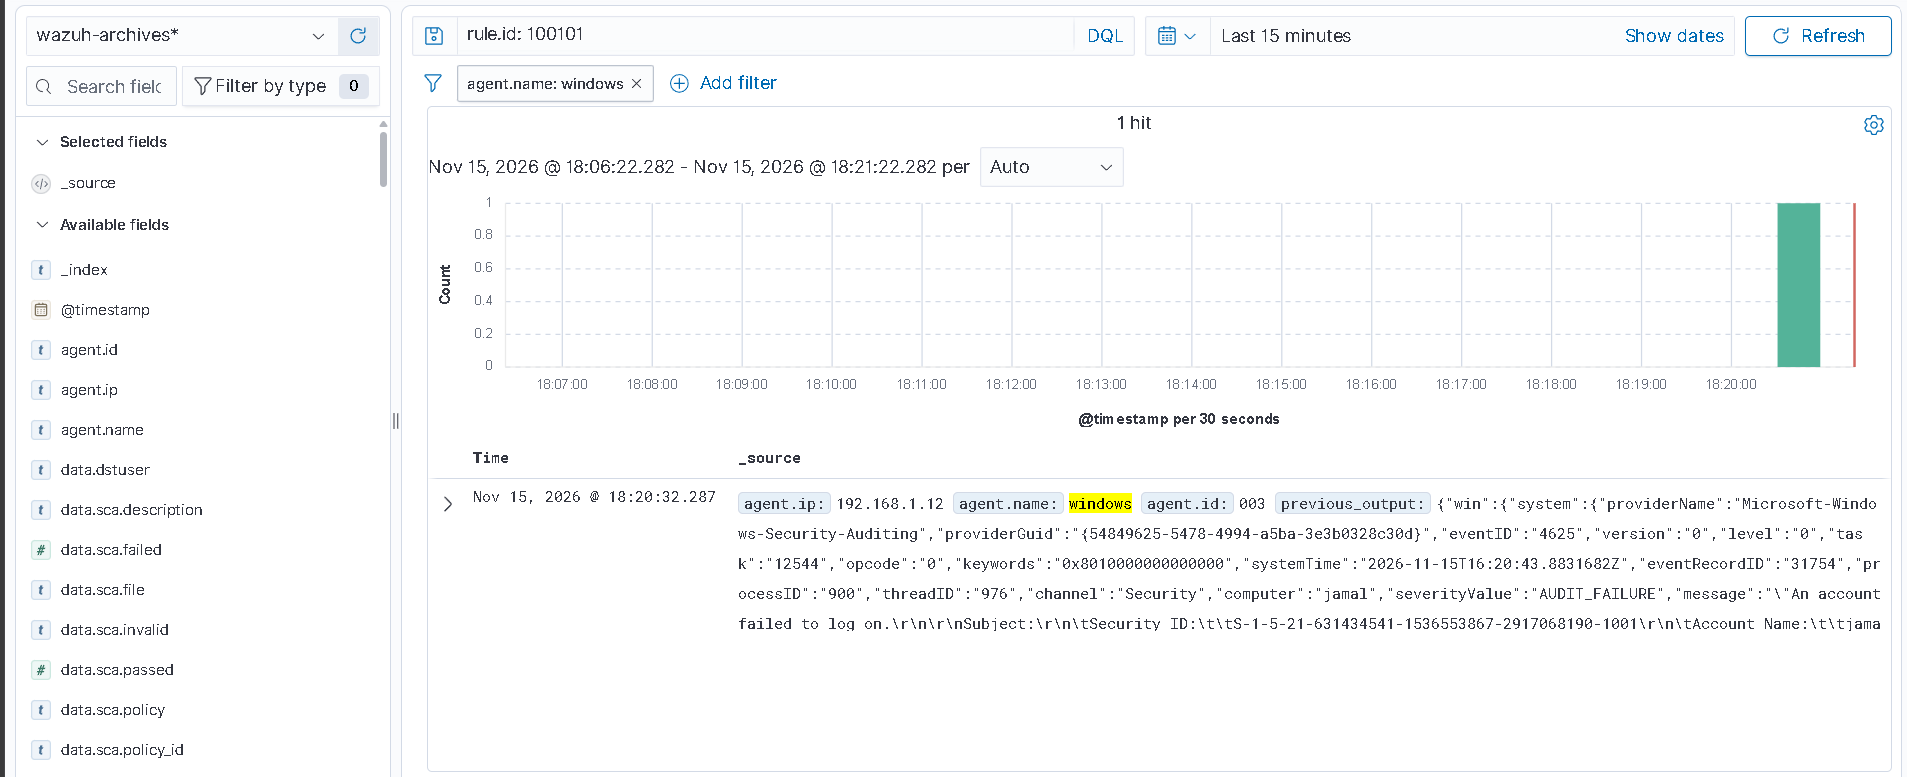 wazuh-archives*
Search fielc
Filter by type 0
Selected fields
_source
Available fields
_index
@timestamp
agent.id
agent.ip
agent.name
data.dstuser
data.sca.description
data.sca.failed
data.sca.file
data.sca.invalid
data.sca.passed
data.sca.policy
data.sca.policy_id
rule.id: 100101 DQL
Last 15 minutes Show dates
Refresh
agent.name: windows
Add filter
1 hit
Nov 15, 2026 @ 18:06:22.282 - Nov 15, 2026 @ 18:21:22.282 per Auto
Count
1
0.8
0.6
0.4
0.2
0
18:07:00 18:08:00 18:09:00 18:10:00 18:11:00 18:12:00 18:13:00 18:14:00 18:15:00 18:16:00 18:17:00 18:18:00 18:19:00 18:20:00
@timestamp per 30 seconds
Time _source
Nov 15, 2026 @ 18:20:32.287 agent.ip: 192.168.1.12 agent.name: windows agent.id: 003 previous_output: {"win":{"system":{"providerName":"Microsoft-Windo
ws-Security-Auditing","providerGuid":"{54849625-5478-4994-a5ba-3e3b0328c30d}","eventID":"4625","version":"0","level":"0","tas
k":"12544","opcode":"0","keywords":"0x8010000000000000","systemTime":"2026-11-15T16:20:43.8831682Z","eventRecordID":"31754","pr
ocessID":"900","threadID":"976","channel":"Security","computer":"jamal","severityValue":"AUDIT_FAILURE","message":"\"An account
failed to log on.\r\n\r\nSubject:\r\n\tSecurity ID:\t\tS-1-5-21-631434541-1536553867-2917068190-1001\r\n\tAccount Name:\t\tjama